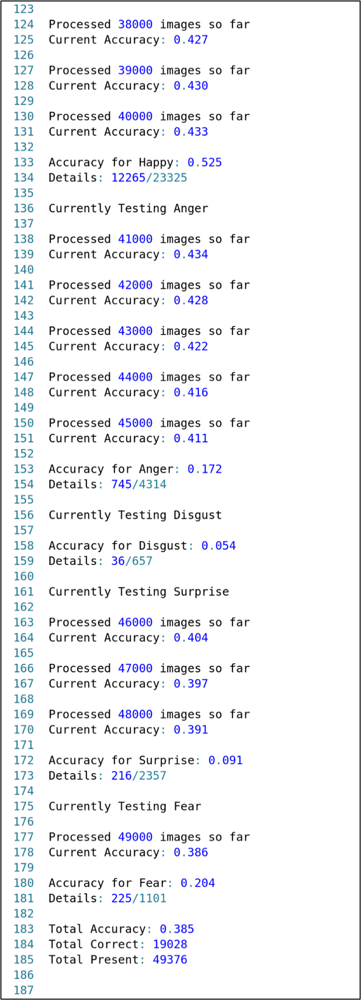 123
124 Processed 38000 images so far
125 Current Accuracy: 0.427
126
127 Processed 39000 images so far
128 Current Accuracy: 0.430
129
130 Processed 40000 images so far
131 Current Accuracy: 0.433
132
133 Accuracy for Happy: 0.525
134 Details: 12265/23325
135
136 Currently Testing Anger
137
138 Processed 41000 images so far
139 Current Accuracy: 0.434
140
141 Processed 42000 images so far
142 Current Accuracy: 0.428
143
144 Processed 43000 images so far
145 Current Accuracy: 0.422
146
147 Processed 44000 images so far
148 Current Accuracy: 0.416
149
150 Processed 45000 images so far
151 Current Accuracy: 0.411
152
153 Accuracy for Anger: 0.172
154 Details: 745/4314
155
156 Currently Testing Disgust
157
158 Accuracy for Disgust: 0.054
159 Details: 36/657
160
161 Currently Testing Surprise
162
163 Processed 46000 images so far
164 Current Accuracy: 0.404
165
166 Processed 47000 images so far
167 Current Accuracy: 0.397
168
169 Processed 48000 images so far
170 Current Accuracy: 0.391
171
172 Accuracy for Surprise: 0.091
173 Details: 216/2357
174
175 Currently Testing Fear
176
177 Processed 49000 images so far
178 Current Accuracy: 0.386
179
180 Accuracy for Fear: 0.204
181 Details: 225/1101
182
183 Total Accuracy: 0.385
184 Total Correct: 19028
185 Total Present: 49376
186
187